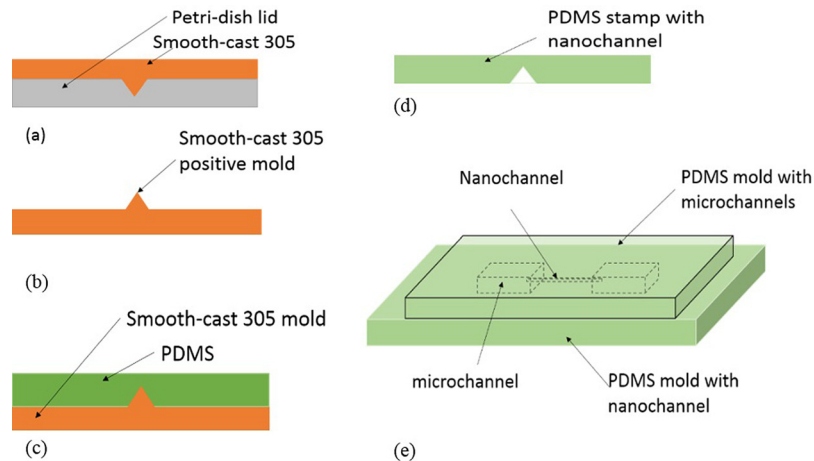 Petri-dish lid
Smooth-cast 305
(a)
Smooth-cast 305
positive mold
(b)
Smooth-cast 305 mold
PDMS
(c)
PDMS stamp with
nanochannel
(d)
Nanochannel
PDMS mold with
microchannels
microchannel
PDMS mold with
nanochannel
(e)